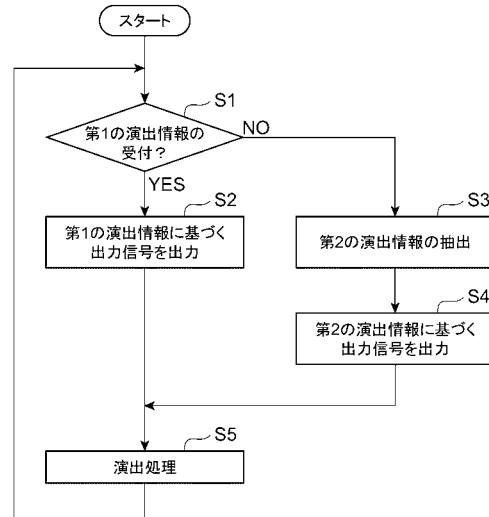 スタート
S1
第1の演出情報の
受付？
NO
YES
S2
第1の演出情報に基づく
出力信号を出力
S3
第2の演出情報の抽出
S4
第2の演出情報に基づく
出力信号を出力
S5
演出処理